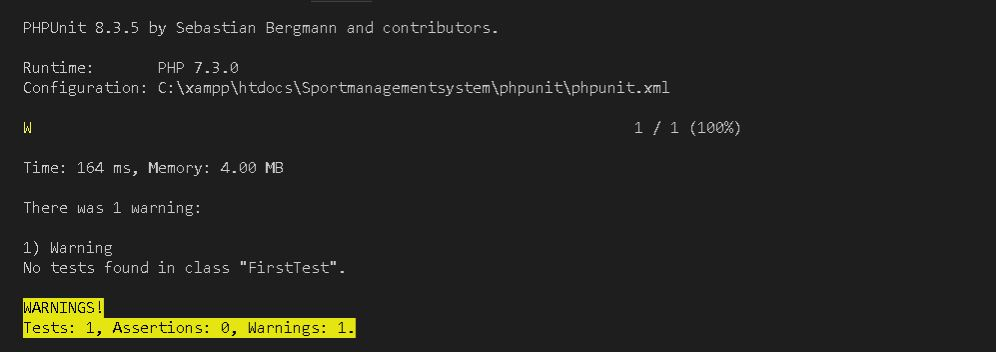 PHPUnit 8.3.5 by Sebastian Bergmann and contributors.
Runtime:       PHP 7.3.0
Configuration: C:\xampp\htdocs\Sportmanagementsystem\phpunit\phpunit.xml
W                                                                   1 / 1 (100%)
Time: 164 ms, Memory: 4.00 MB
There was 1 warning:
1) Warning
No tests found in class "FirstTest".
WARNINGS!
Tests: 1, Assertions: 0, Warnings: 1.